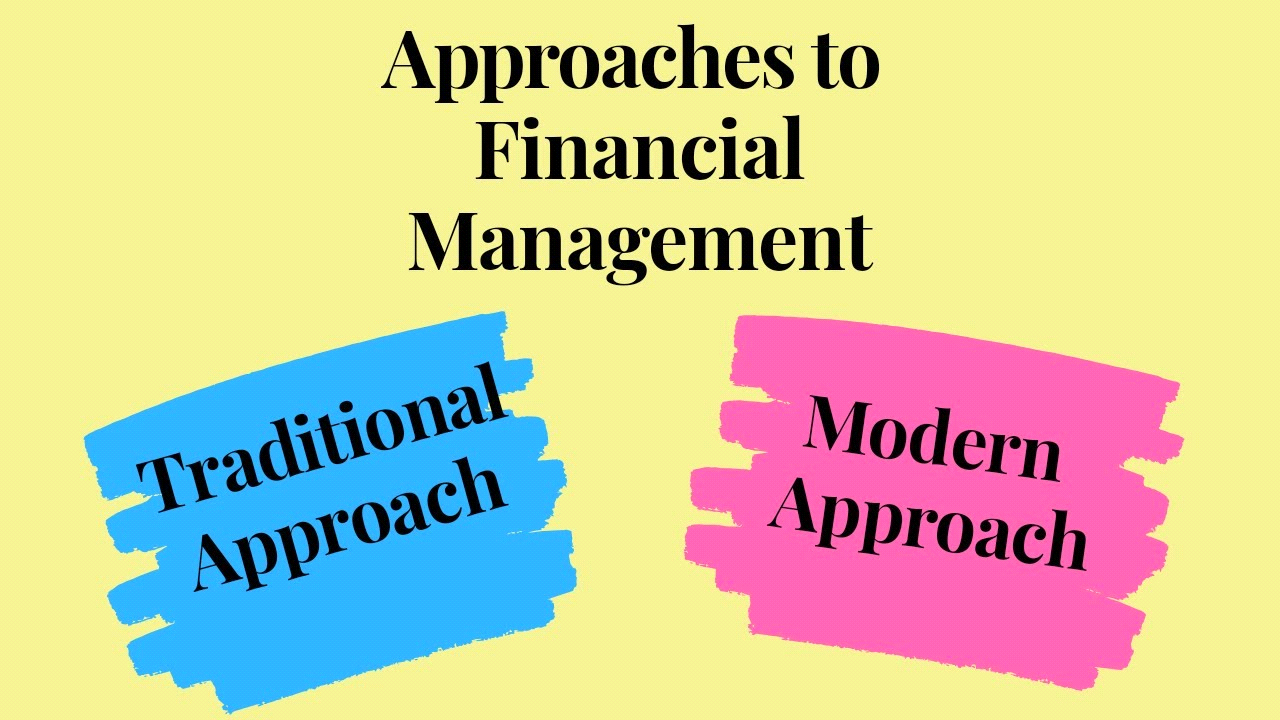 Approaches to
Financial
Management
Traditional
Approach
Modern
Approach